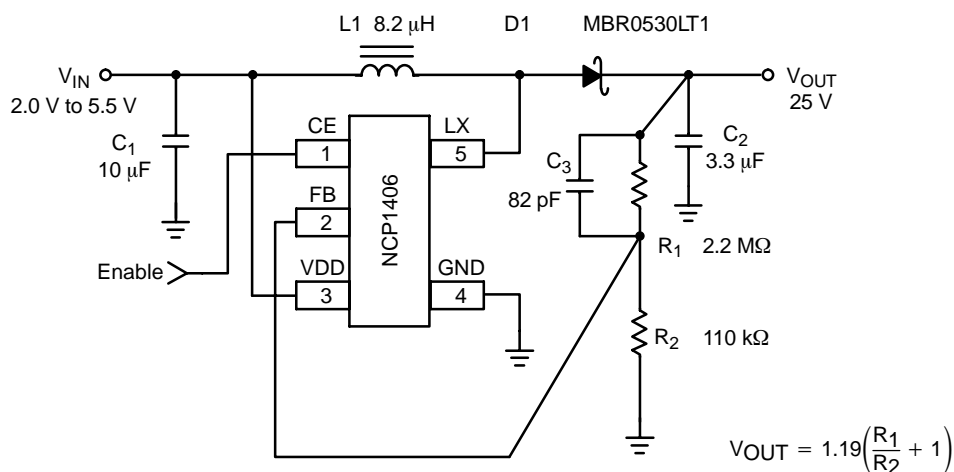 L1 8.2 μH
D1
MBR0530LT1
VIN
2.0 V to 5.5 V
VOUT
25 V
C1
10 μF
CE
1
LX
5
C3
82 pF
C2
3.3 μF
FB
2
NCP1406
R1 2.2 MΩ
Enable
VDD
3
GND
4
R2 110 kΩ
VOUT = 1.19(R1/R2 + 1)